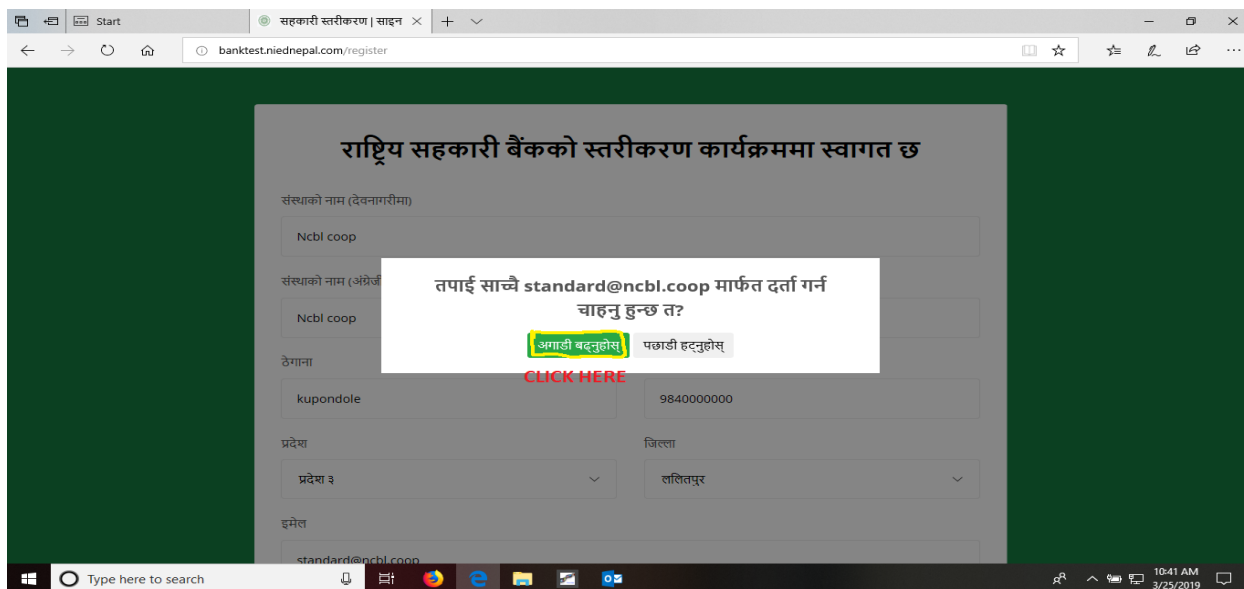 Start
सहकारी स्तरीकरण | साइन
banktest.niednepal.com/register
राष्ट्रिय सहकारी बैंकको स्तरीकरण कार्यक्रममा स्वागत छ
संस्थाको नाम (देवनागरीमा)
Ncbl coop
संस्थाको नाम (अंग्रेजी
Ncbl coop
तपाई साच्चै standard@ncbl.coop मार्फत दर्ता गर्न
चाहनु हुन्छ त?
अगाडी बढ्नुहोस् पछाडी हट्नुहोस्
CLICK HERE
ठेगाना
kupondole 9840000000
प्रदेश जिल्ला
प्रदेश ३ ललितपुर
इमेल
standard@ncbl.coop
Type here to search
10:41 AM
3/25/2019